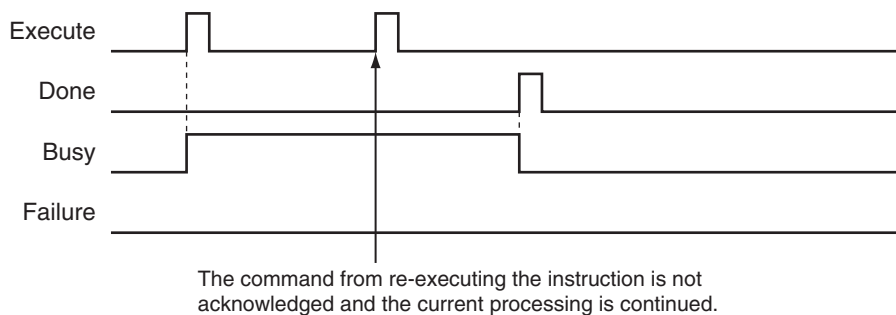 Execute
Done
Busy
Failure
The command from re-executing the instruction is not
acknowledged and the current processing is continued.